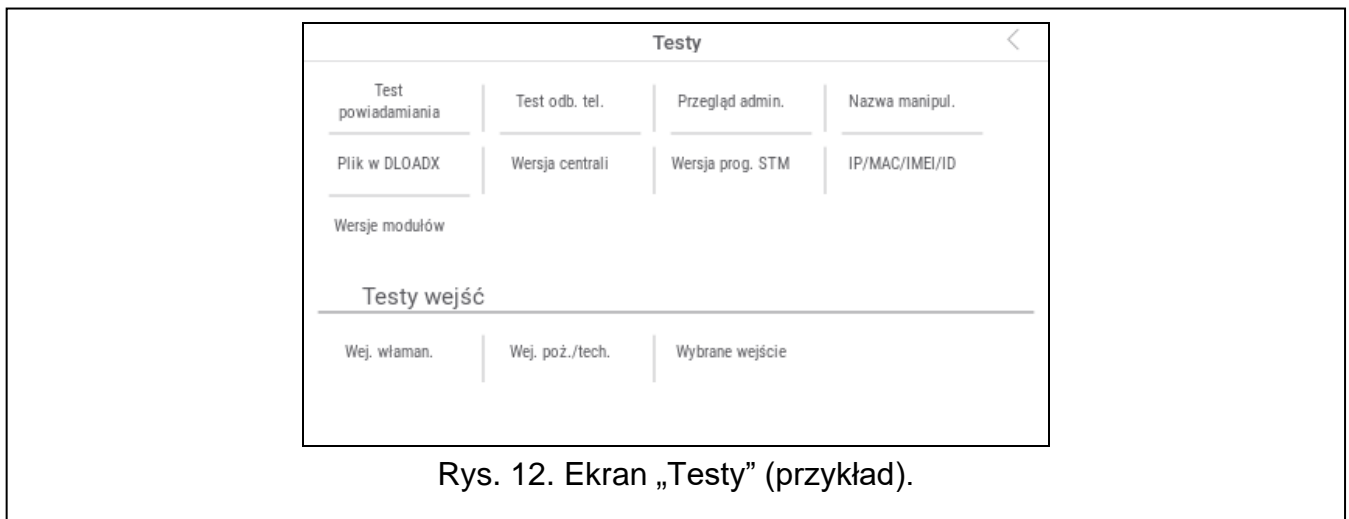 Testy
Test
powiadamiania
Test odb. tel.
Przegląd admin.
Nazwa manipul.
Plik w DLOADX
Wersja centrali
Wersja prog. STM
IP/MAC/IMEI/ID
Wersje modułów
Testy wejść
Wej. właman.
Wej. poż./tech.
Wybrane wejście
Rys. 12. Ekran „Testy” (przykład).